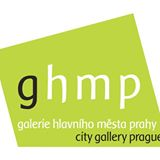 ghmp
galerie hlavního města prahy
city gallery prague